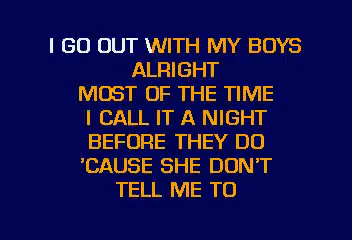 I GO OUT WITH MY BOYS
ALRIGHT
MOST OF THE TIME
I CALL IT A NIGHT
BEFORE THEY DO
'CAUSE SHE DON'T
TELL ME TO